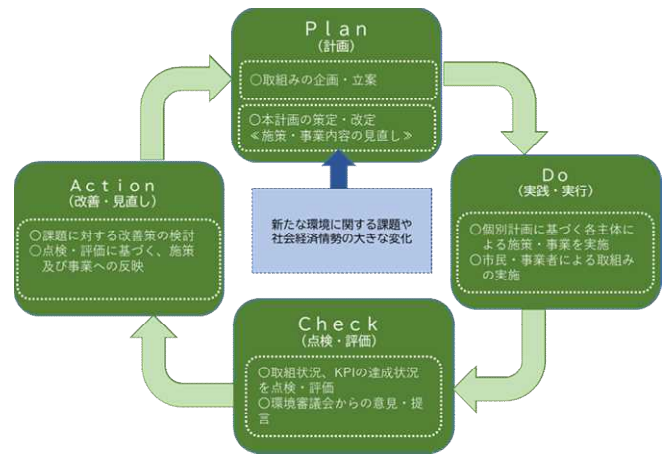 Plan
(計画)
○取組みの企画・立案
○本計画の策定・改定
≪施策・事業内容の見直し≫
Do
(実践・実行)
○個別計画に基づく各主体
による施策・事業を実施
○市民・事業者による取組み
の実施
Check
(点検・評価)
○取組状況、KPIの達成状況
を点検・評価
○環境審議会からの意見・提
言
Action
(改善・見直し)
○課題に対する改善策の検討
○点検・評価に基づく、施策
及び事業への反映
新たな環境に関する課題や
社会経済情勢の大きな変化